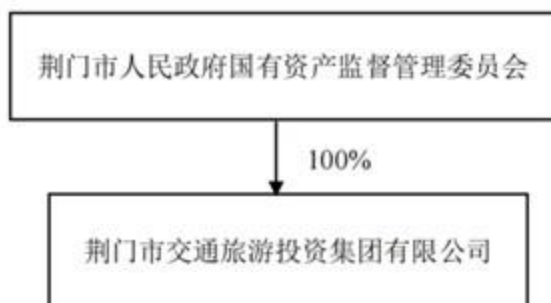 荆门市人民政府国有资产监督管理委员会
100%
荆门市交通旅游投资集团有限公司